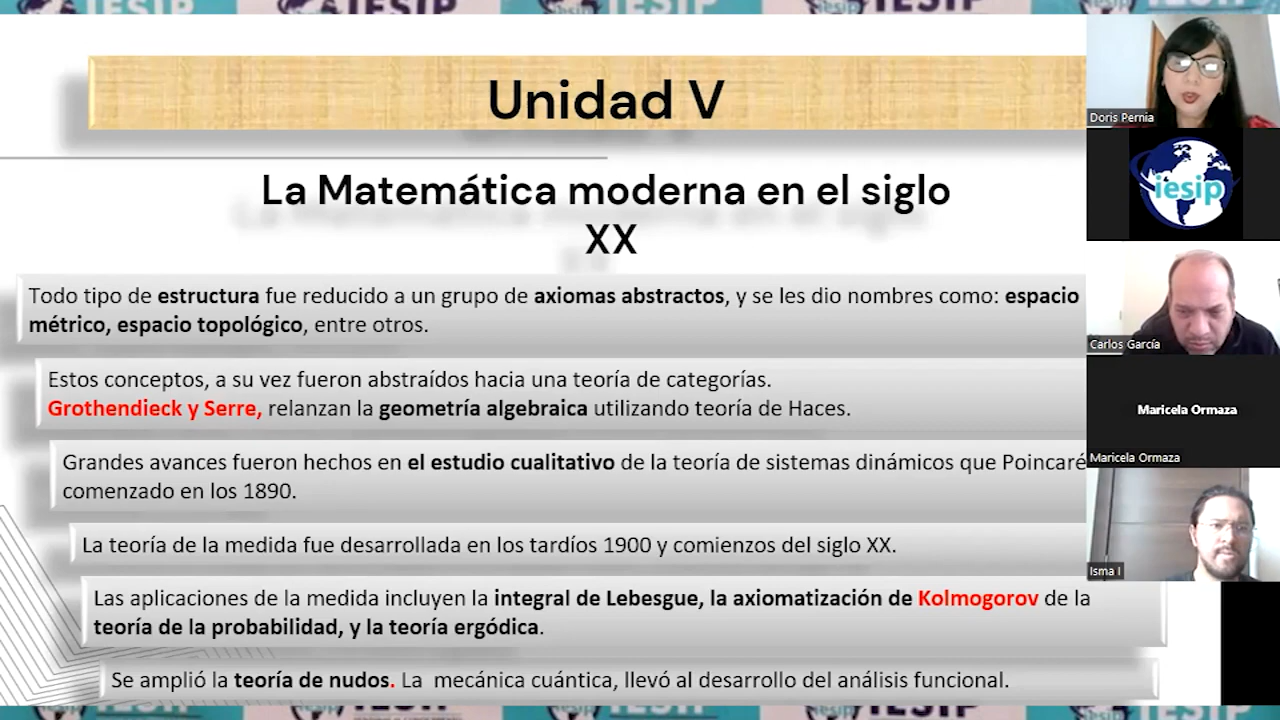 Unidad V
La Matemática moderna en el siglo
XX
Todo tipo de estructura fue reducido a un grupo de axiomas abstractos, y se les dio nombres como: espacio
métrico, espacio topológico, entre otros.
Estos conceptos, a su vez fueron abstraídos hacia una teoría de categorías.
Grothendieck y Serre, relanzan la geometría algebraica utilizando teoría de Haces.
Grandes avances fueron hechos en el estudio cualitativo de la teoría de sistemas dinámicos que Poincaré
comenzado en los 1890.
La teoría de la medida fue desarrollada en los tardíos 1900 y comienzos del siglo XX.
Las aplicaciones de la medida incluyen la integral de Lebesgue, la axiomatización de Kolmogorov de la
teoría de la probabilidad, y la teoría ergódica.
Se amplió la teoría de nudos. La mecánica cuántica, llevó al desarrollo del análisis funcional.
Doris Pernia
iesip
Carlos García
Maricela Ormaza
Maricela Ormaza
Isma I